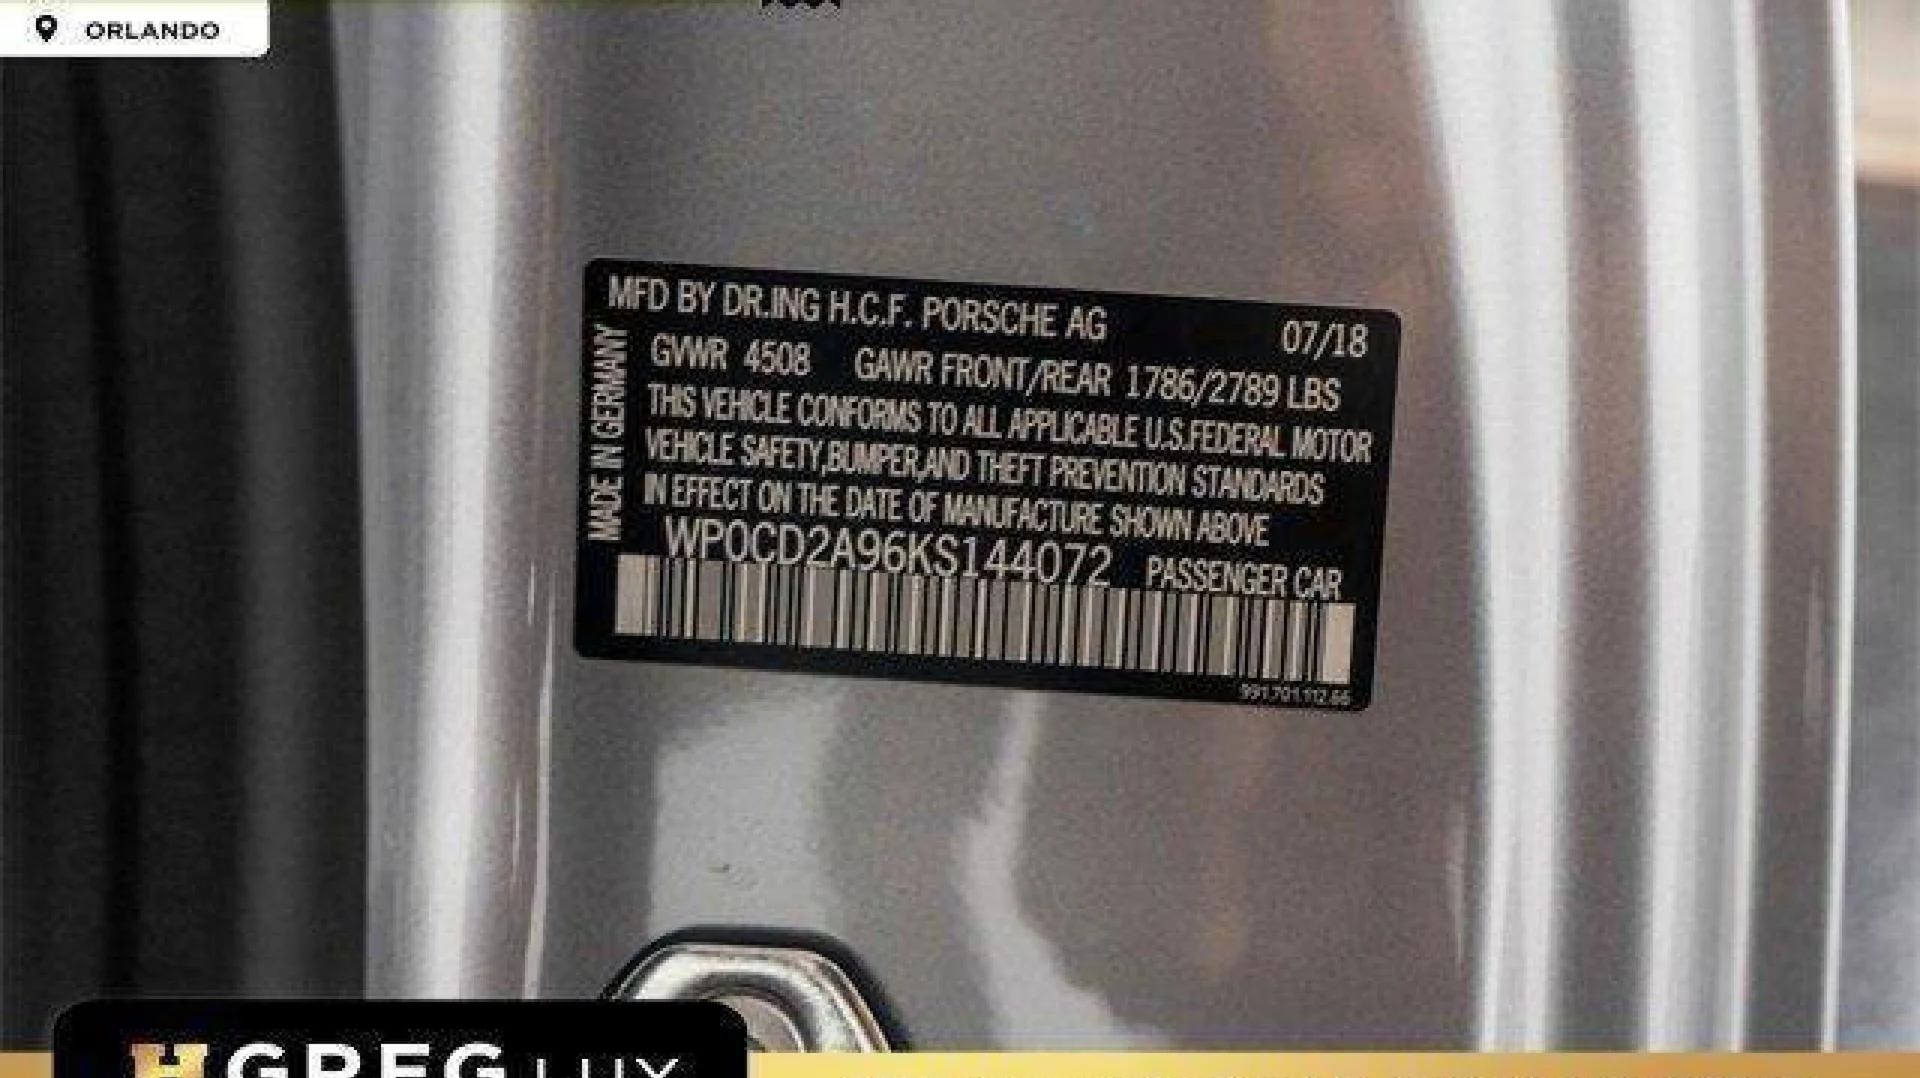 ORLANDO
MFD BY DR.ING H.C.F. PORSCHE AG 07/18
GVWR 4508 GAWR FRONT/REAR 1786/2789 LBS
THIS VEHICLE CONFORMS TO ALL APPLICABLE U.S.FEDERAL MOTOR
VEHICLE SAFETY,BUMPER,AND THEFT PREVENTION STANDARDS
IN EFFECT ON THE DATE OF MANUFACTURE SHOWN ABOVE
WP0CD2A96KS144072 PASSENGER CAR
MADE IN GERMANY
991.701.112.66
HGREG LUX